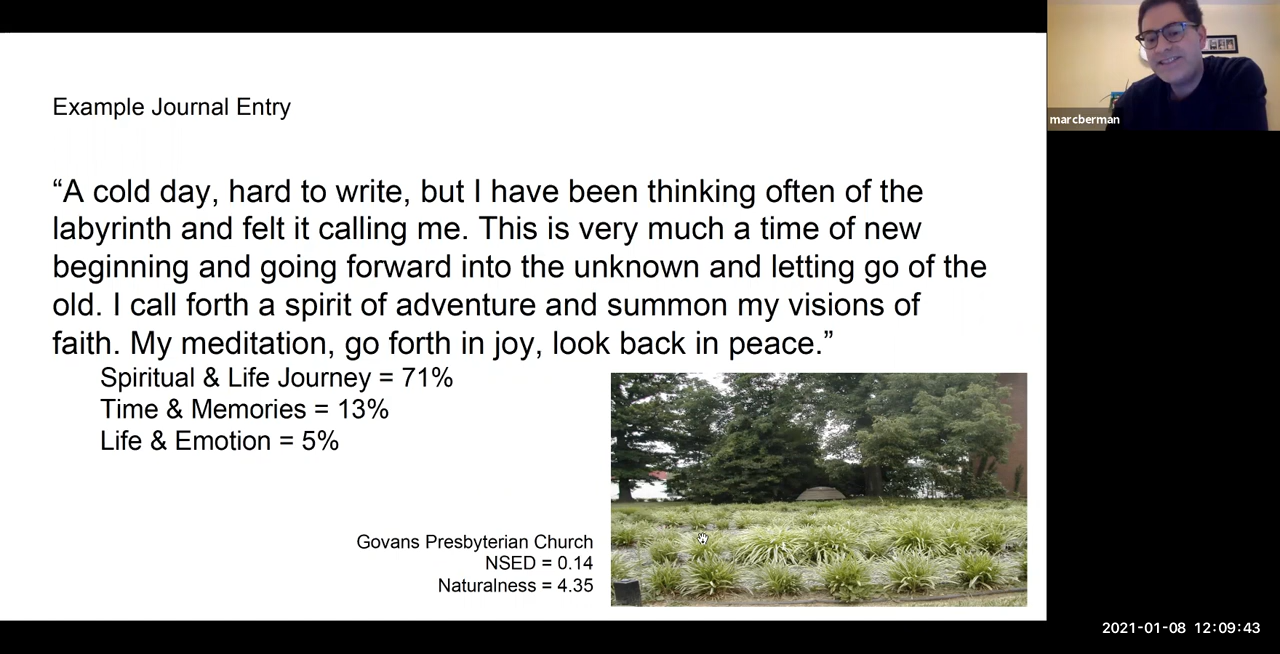 Example Journal Entry
“A cold day, hard to write, but I have been thinking often of the
labyrinth and felt it calling me. This is very much a time of new
beginning and going forward into the unknown and letting go of the
old. I call forth a spirit of adventure and summon my visions of
faith. My meditation, go forth in joy, look back in peace.”
Spiritual & Life Journey = 71%
Time & Memories = 13%
Life & Emotion = 5%
Govans Presbyterian Church
NSED = 0.14
Naturalness = 4.35
marcberman
2021-01-08 12:09:43